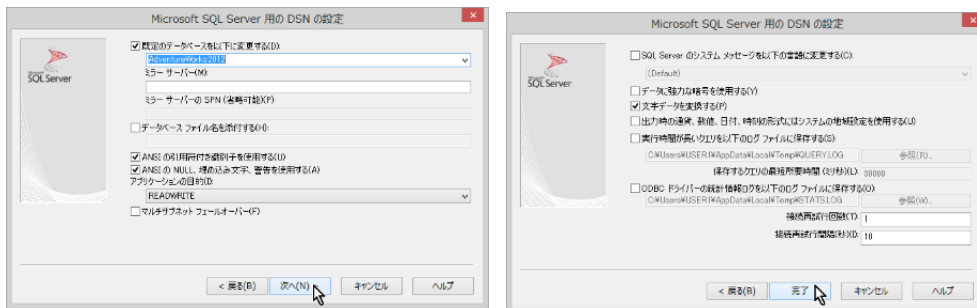 Microsoft SQL Server 用の DSN の設定
×
Microsoft SQL Server
既定のデータベースを以下に変更する(D):
AdventureWorks2012
ミラー サーバー(M):
ミラー サーバーの SPN (省略可能)(P)
データベース ファイル名を添付する(H):
ANSI の引用符付き識別子を使用する(U)
ANSI の NULL、埋め込み文字、警告を使用する(A)
アプリケーションの目的(I):
READWRITE
マルチサブネット フェールオーバー(F)
< 戻る(B)
次へ(N) >
キャンセル
ヘルプ
Microsoft SQL Server 用の DSN の設定
×
Microsoft SQL Server
SQL Server のシステム メッセージを以下の言語に変更する(C):
(Default)
データに強力な暗号を使用する(Y)
文字データを変換する(P)
出力時の通貨、数値、日付、時刻の形式にはシステムの地域設定を使用する(U)
実行時間が長いクエリを以下のログ ファイルに保存する(S):
C:¥Users¥USER1¥AppData¥Local¥Temp¥QUERY.LOG
参照(R)...
保存するクエリの最短所要時間 (ミリ秒)(L):
30000
ODBC ドライバーの統計情報ログを以下のログ ファイルに保存する(O):
C:¥Users¥USER1¥AppData¥Local¥Temp¥STATS.LOG
参照(W)...
接続再試行回数(T)
1
接続再試行間隔(秒)(I):
10
< 戻る(B)
完了
キャンセル
ヘルプ